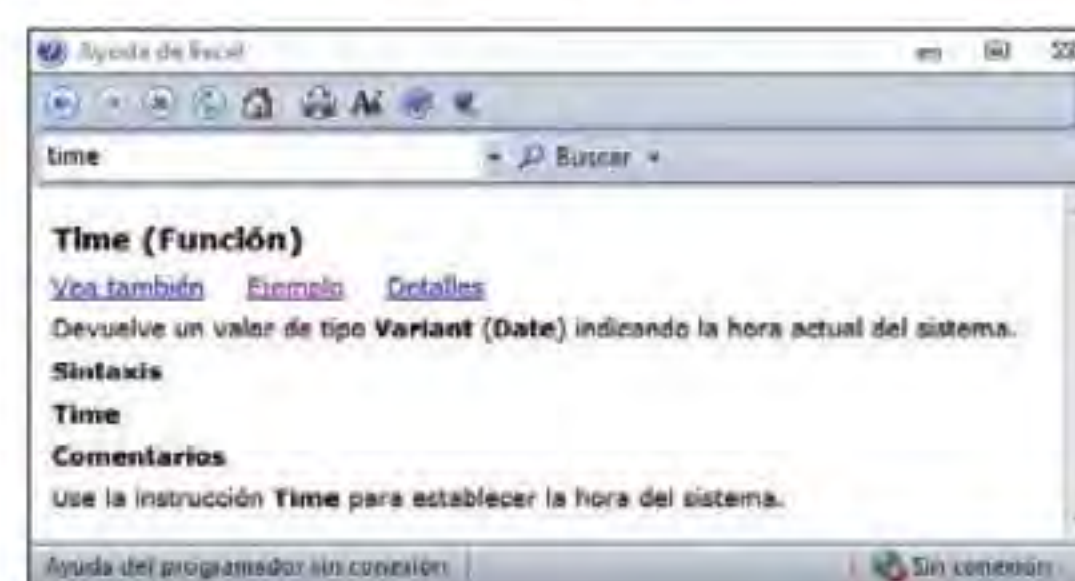 Ayuda de Excel
time
Buscar
Time (Función)
Vea también Ejemplo Detalles
Devuelve un valor de tipo Variant (Date) indicando la hora actual del sistema.
Sintaxis
Time
Comentarios
Use la instrucción Time para establecer la hora del sistema.
Ayuda del programador sin conexión Sin conexión